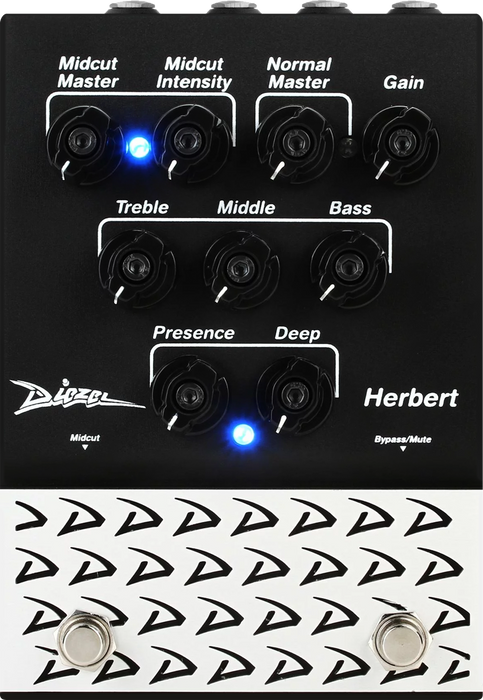 Midcut Master
Midcut Intensity
Normal Master
Gain
Treble
Middle
Bass
Presence
Deep
Diezel
Herbert
Midcut
Bypass/Mute